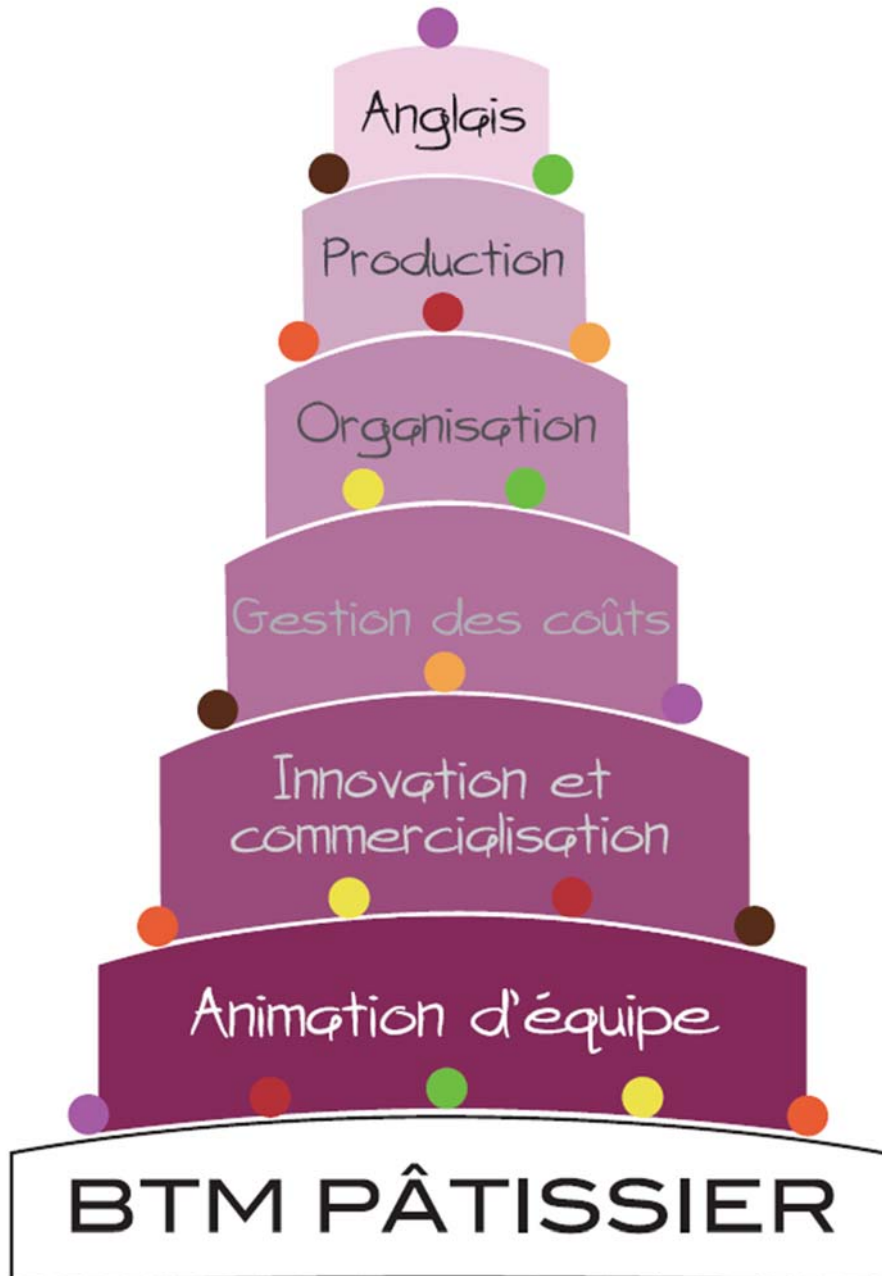 Anglais
Production
Organisation
Gestion des coûts
Innovation et
commercialisation
Animation d'équipe
BTM PÂTISSIER